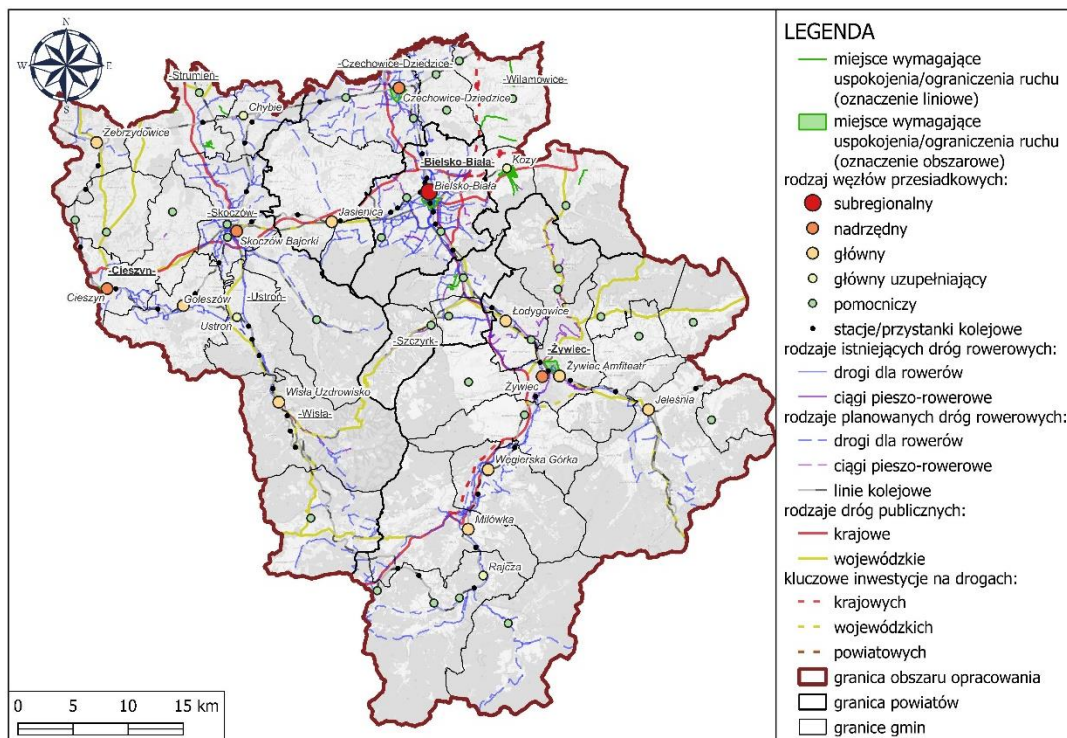 N
W
E
S
-Strumień-
-Czechowice-Dziedzice-
-Wilamowice-
Czechowice-Dziedzice
Chybie
Zebrzydowice
-Bielsko-Biała-
Kozy
Bielsko-Biała
-Skoczów-
Jasienica
Skoczów Bajerki
-Cieszyn-
Cieszyn
Goleszów
-Ustroń-
Ustroń
Łodygowice
-Szczyrk-
-Żywiec-
Żywiec Amfiteatr
Żywiec
Wisła Uzdrowisko
-Wisła-
Jeleśnia
Węgierska Górka
Milówka
Rajcza
0 5 10 15 km
LEGENDA
miejsce wymagające
uspokojenia/ograniczenia ruchu
(oznaczenie liniowe)
miejsce wymagające
uspokojenia/ograniczenia ruchu
(oznaczenie obszarowe)
rodzaj węzłów przesiadkowych:
subregionalny
nadrzędny
główny
główny uzupełniający
pomocniczy
stacje/przystanki kolejowe
rodzaje istniejących dróg rowerowych:
drogi dla rowerów
ciągi pieszo-rowerowe
rodzaje planowanych dróg rowerowych:
drogi dla rowerów
ciągi pieszo-rowerowe
linie kolejowe
rodzaje dróg publicznych:
krajowe
wojewódzkie
kluczowe inwestycje na drogach:
krajowych
wojewódzkich
powiatowych
granica obszaru opracowania
granica powiatów
granice gmin